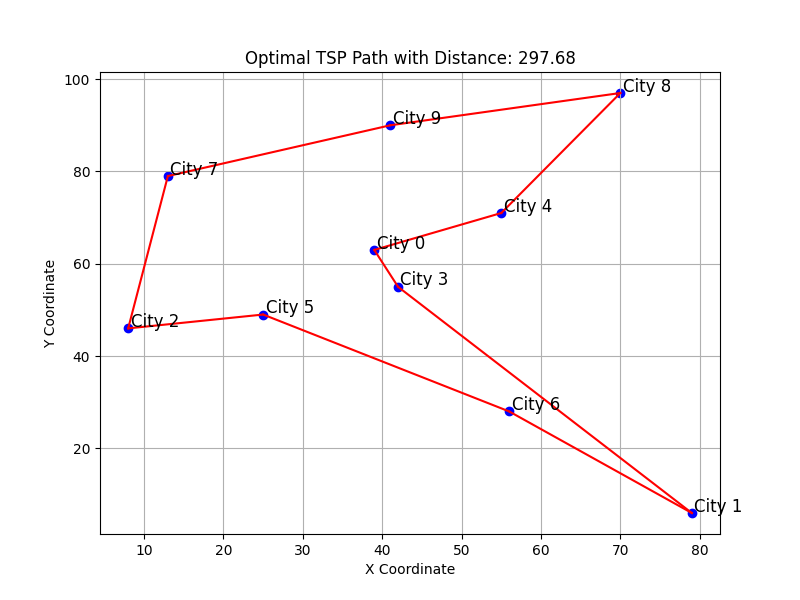 Optimal TSP Path with Distance: 297.68
100
80
60
40
20
Y Coordinate
City 8
City 9
City 7
City 4
City 0
City 3
City 5
City 2
City 6
City 1
10 20 30 40 50 60 70 80
X Coordinate